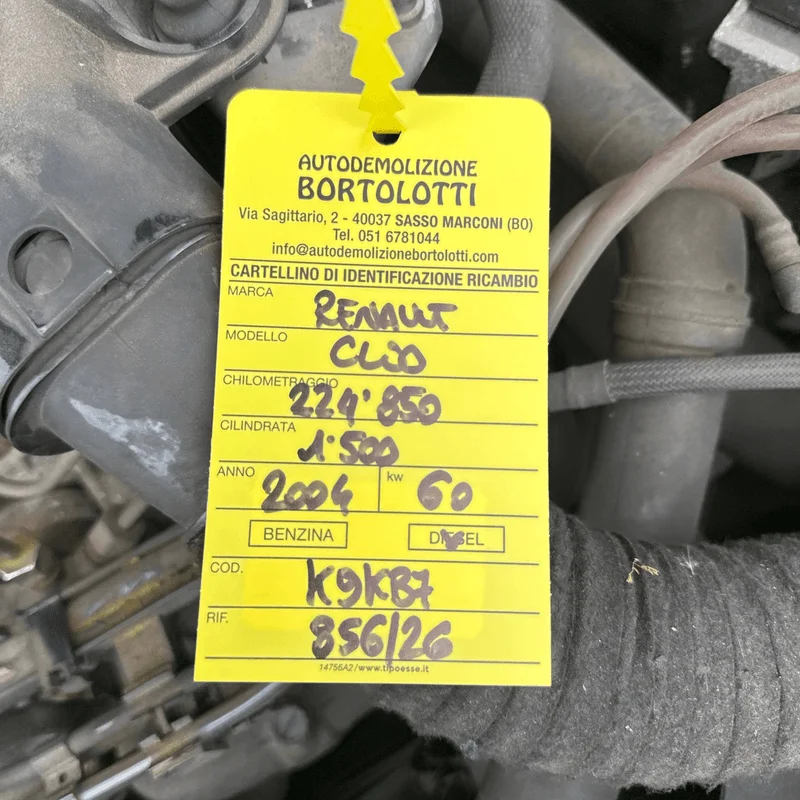 AUTODEMOLIZIONE
BORTOLOTTI
Via Sagittario, 2 - 40037 SASSO MARCONI (BO)
Tel. 051 6781044
info@autodemolizionebortolotti.com
CARTELLINO DI IDENTIFICAZIONE RICAMBIO
MARCA RENAULT
MODELLO CLIO
CHILOMETRAGGIO 224'850
CILINDRATA 1'500
ANNO 2004 kw 60
BENZINA DIESEL
COD. K9KB7
RIF. 856/26
14756A2/www.tipoesse.it